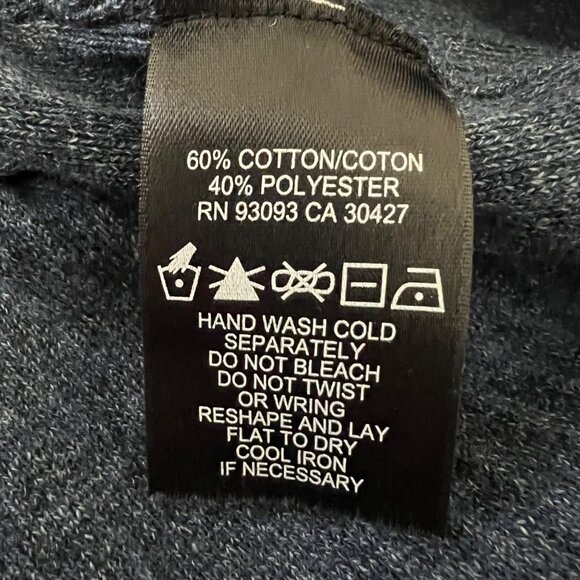 60% COTTON/COTON
40% POLYESTER
RN 93093 CA 30427
HAND WASH COLD
SEPARATELY
DO NOT BLEACH
DO NOT TWIST
OR WRING
RESHAPE AND LAY
FLAT TO DRY
COOL IRON
IF NECESSARY